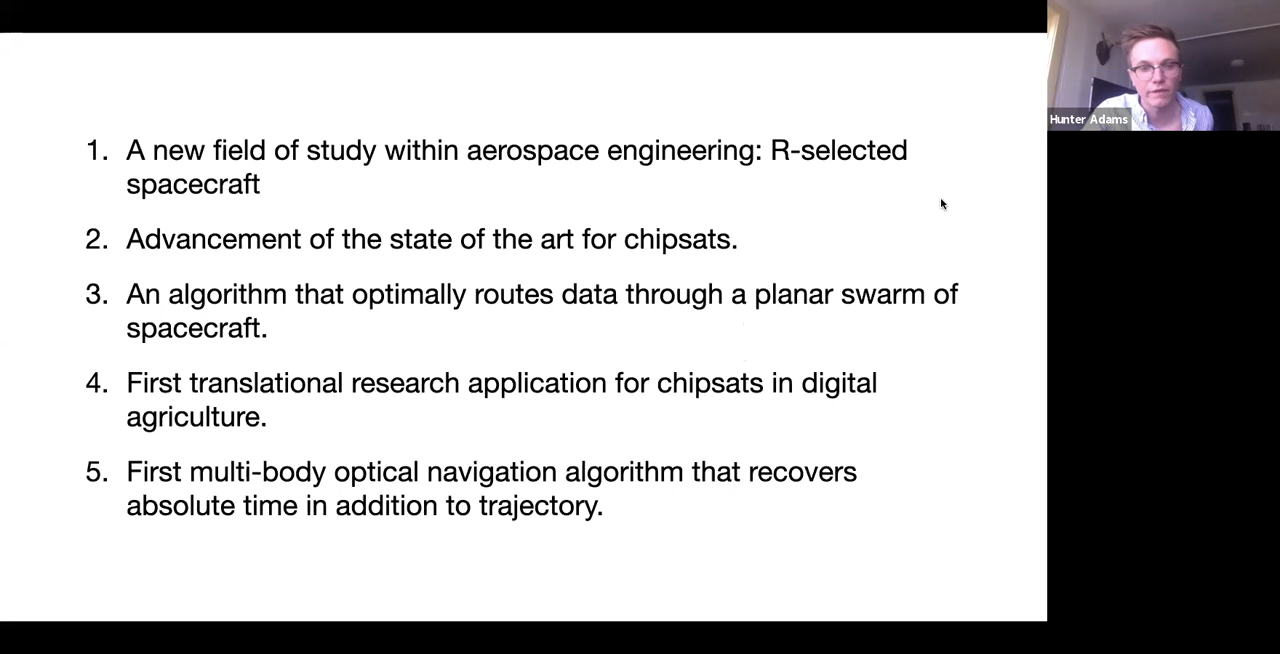 1. A new field of study within aerospace engineering: R-selected
spacecraft
2. Advancement of the state of the art for chipsats.
3. An algorithm that optimally routes data through a planar swarm of
spacecraft.
4. First translational research application for chipsats in digital
agriculture.
5. First multi-body optical navigation algorithm that recovers
absolute time in addition to trajectory.
Hunter Adams